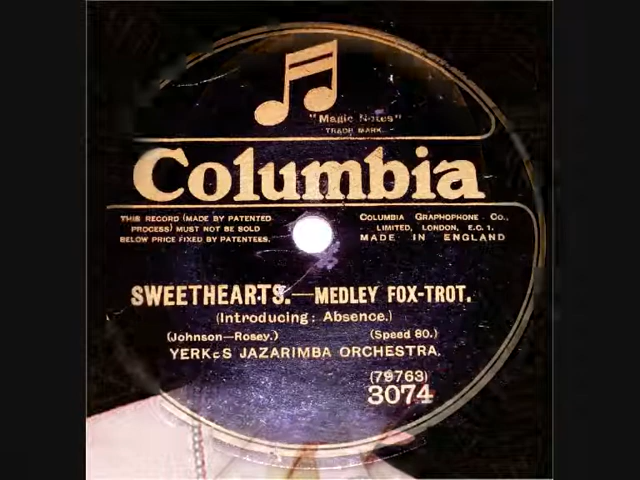 "Magic Notes"
TRADE MARK.
Columbia
THIS RECORD (MADE BY PATENTED
PROCESS) MUST NOT BE SOLD
BELOW PRICE FIXED BY PATENTEES.
COLUMBIA GRAPHOPHONE CO.,
LIMITED, LONDON, E.C. 1.
MADE IN ENGLAND
SWEETHEARTS.—MEDLEY FOX-TROT.
(Introducing: Absence.)
(Johnson—Rosey.) (Speed 80.)
YERKES JAZARIMBA ORCHESTRA.
(79763)
3074